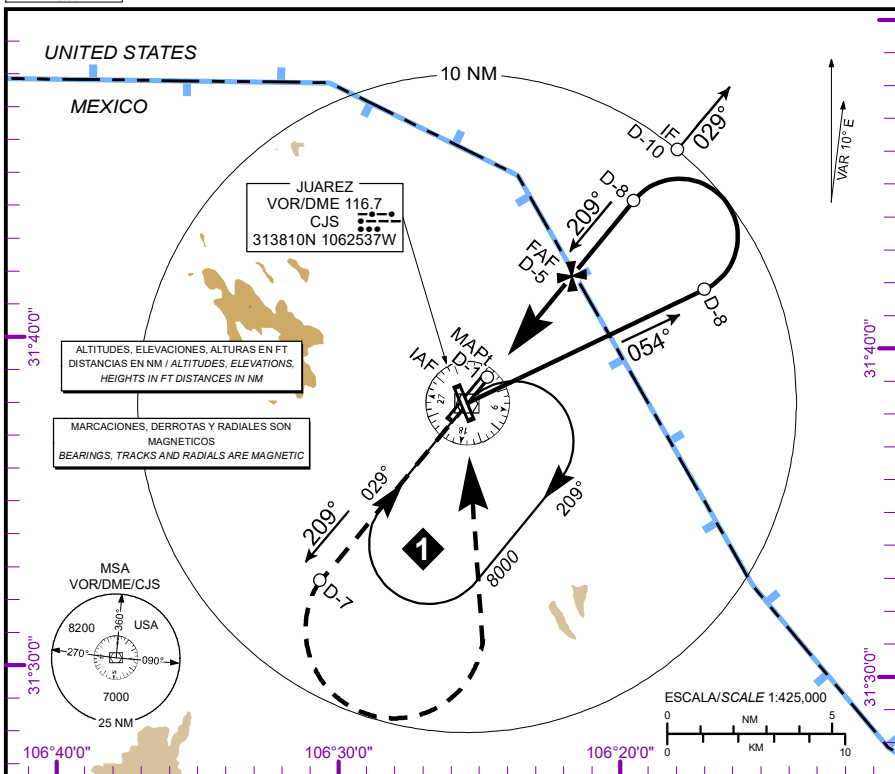 UNITED STATES
MEXICO
10 NM
IF
D-10
029°
VAR 10° E
D-8
209°
FAF
D-5
JUAREZ
VOR/DME 116.7
CJS
313810N 1062537W
D-8
054°
MAPt
D-1
IAF
27
9
18
31°40'0"
31°40'0"
ALTITUDES, ELEVACIONES, ALTURAS EN FT
DISTANCIAS EN NM / ALTITUDES, ELEVATIONS,
HEIGHTS IN FT DISTANCES IN NM
MARCACIONES, DERROTAS Y RADIALES SON
MAGNETICOS
BEARINGS, TRACKS AND RADIALS ARE MAGNETIC
209°
029°
209°
1
8000
D-7
MSA
VOR/DME/CJS
8200
360°
USA
270°
090°
7000
25 NM
31°30'0"
31°30'0"
ESCALA/SCALE 1:425,000
0 NM 5
0 KM 10
106°40'0"
106°30'0"
106°20'0"